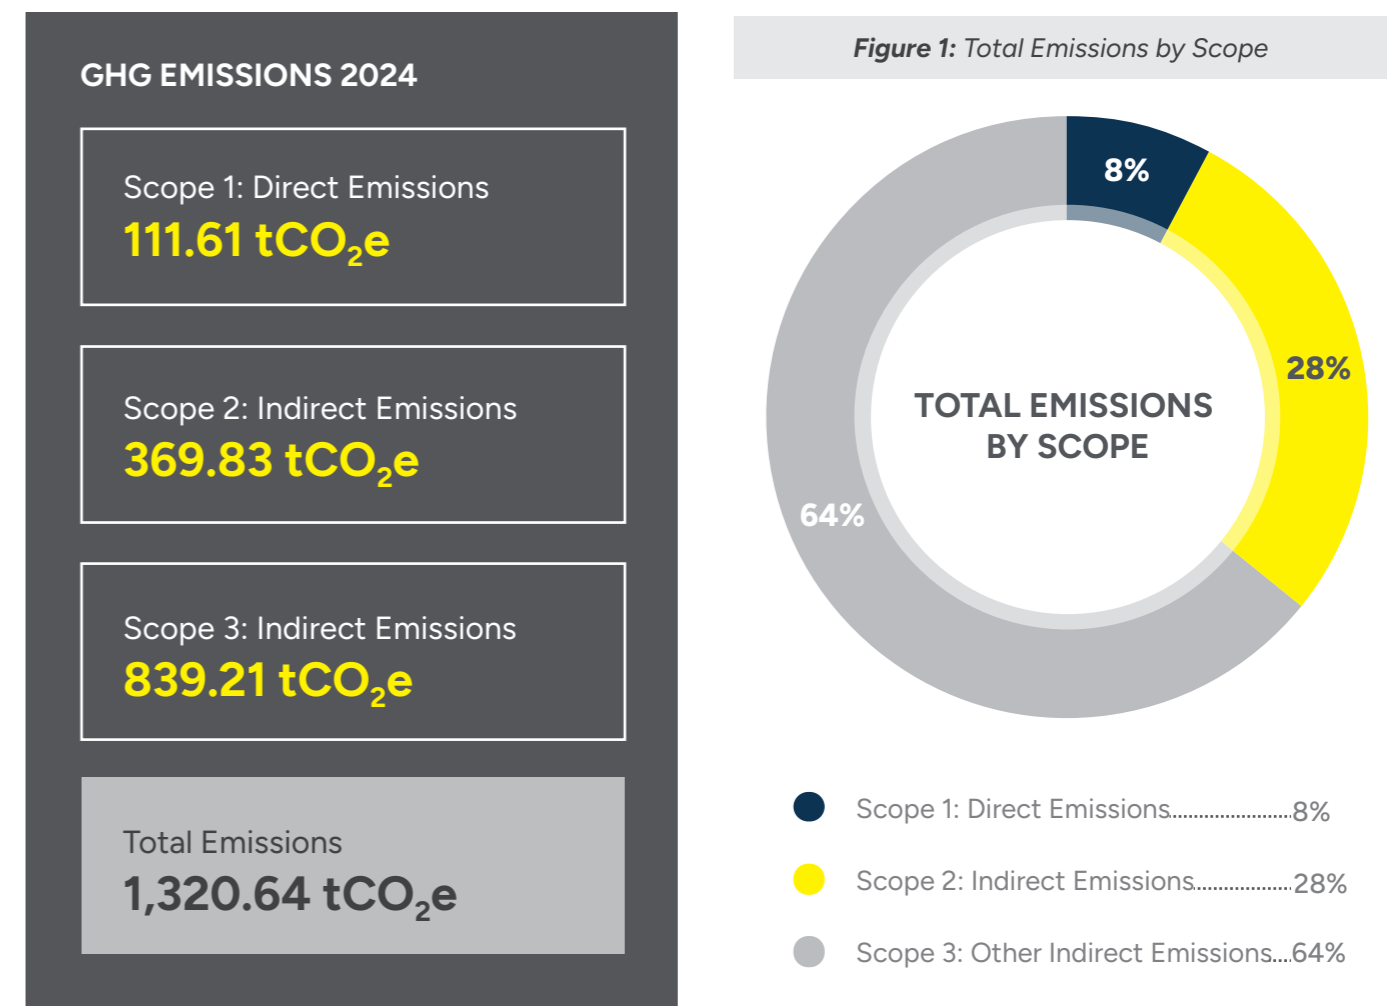 GHG EMISSIONS 2024
Scope 1: Direct Emissions
111.61 tCO₂e
Scope 2: Indirect Emissions
369.83 tCO₂e
Scope 3: Indirect Emissions
839.21 tCO₂e
Total Emissions
1,320.64 tCO₂e
Figure 1: Total Emissions by Scope
8%
28%
64%
TOTAL EMISSIONS
BY SCOPE
Scope 1: Direct Emissions........................8%
Scope 2: Indirect Emissions....................28%
Scope 3: Other Indirect Emissions....64%